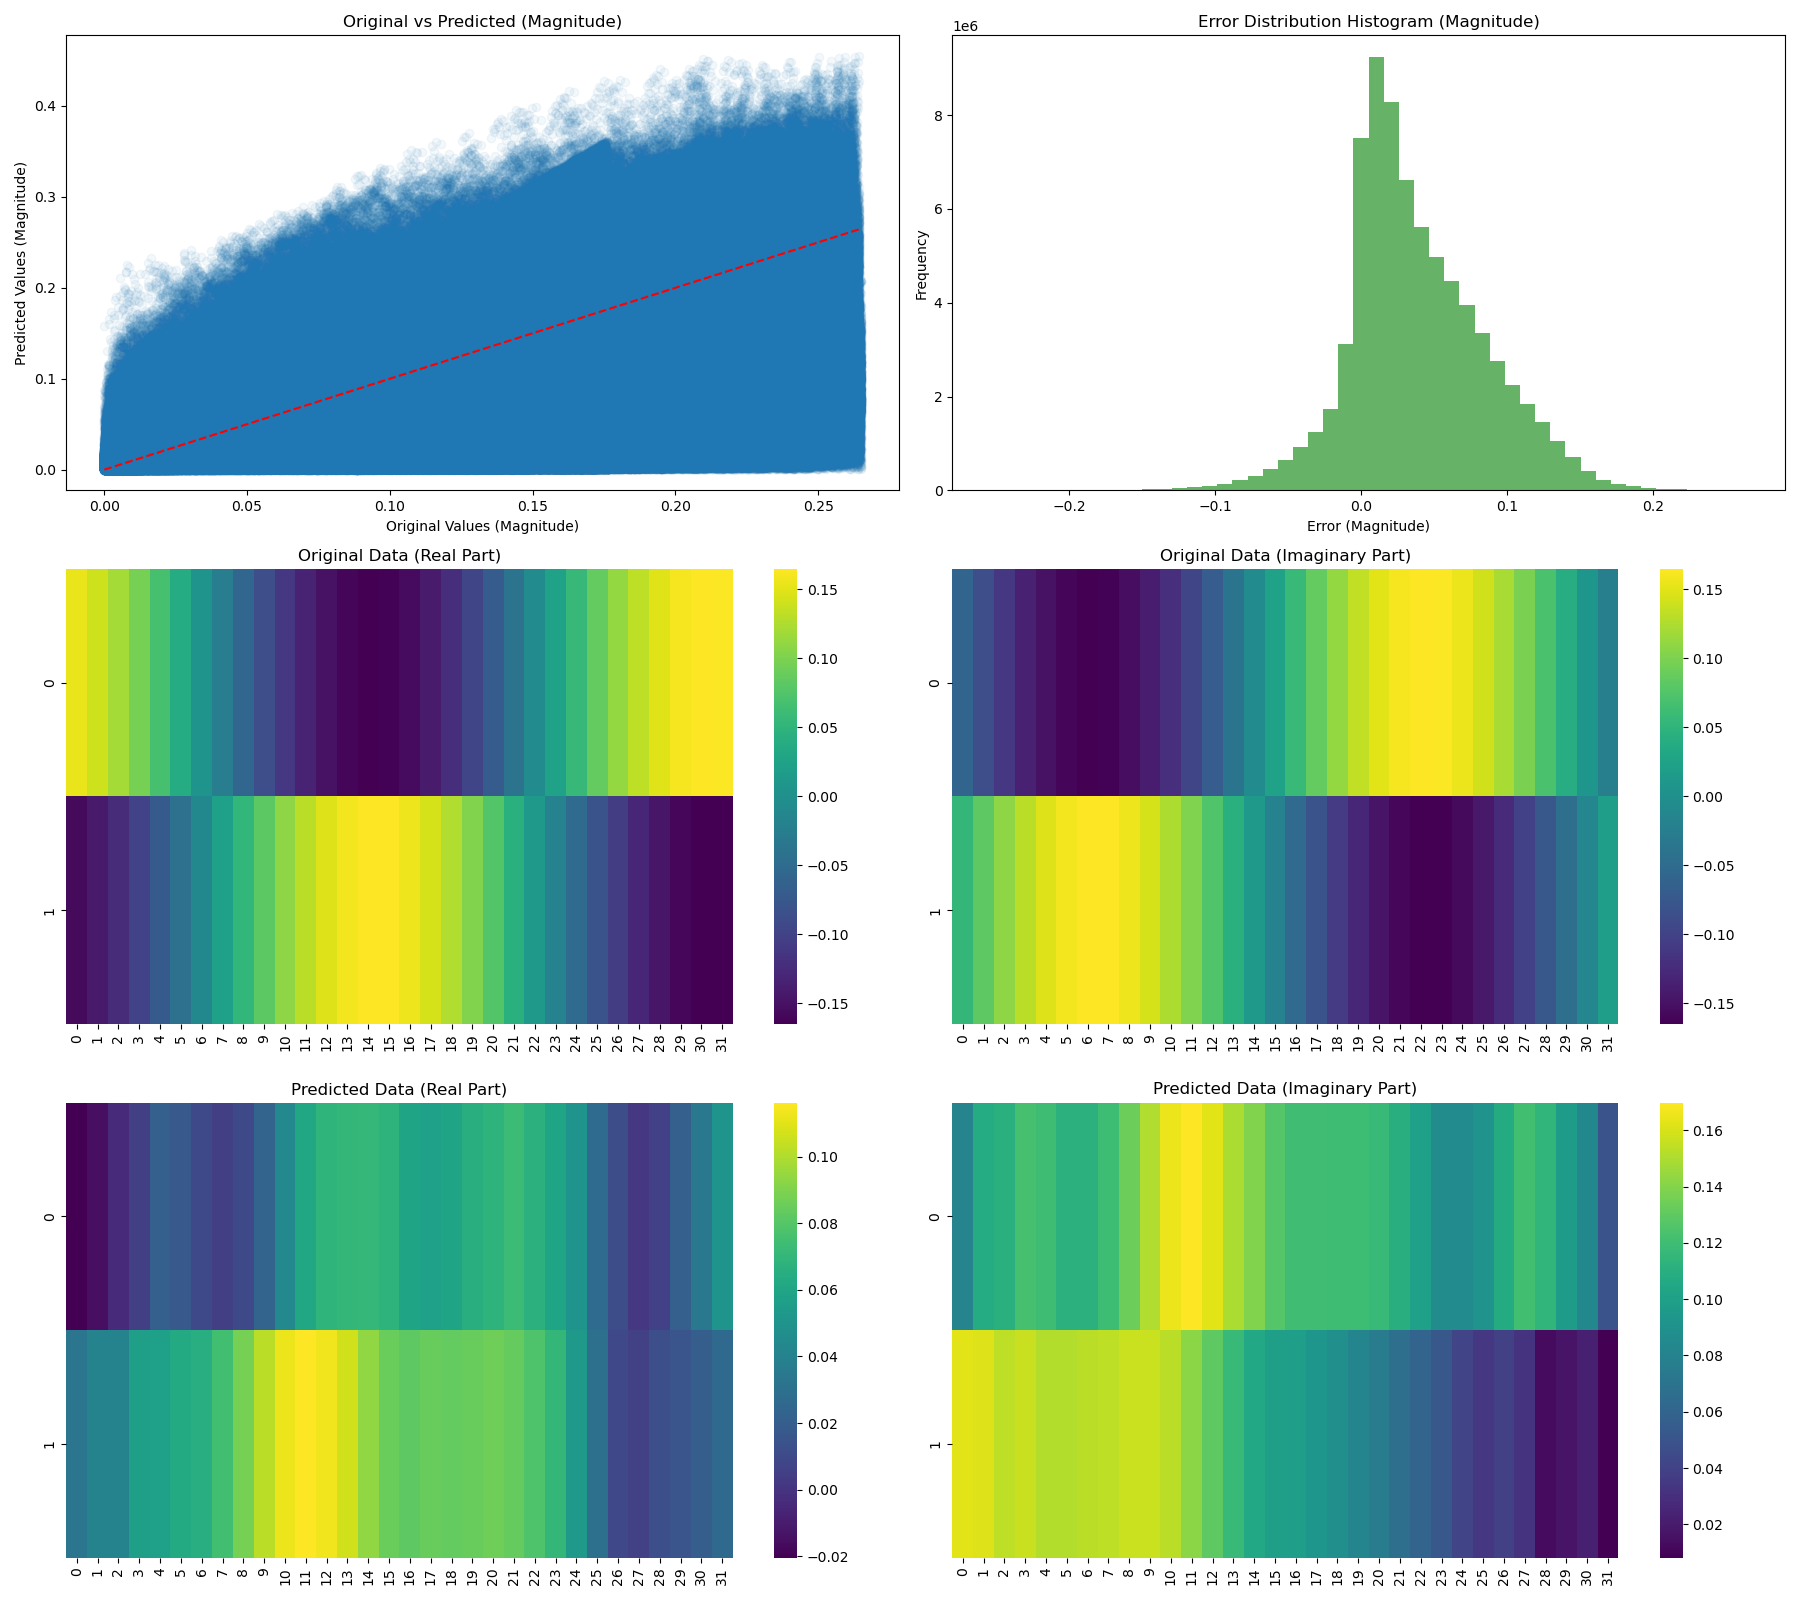 Original vs Predicted (Magnitude)
Predicted Values (Magnitude)
0.4
0.3
0.2
0.1
0.0
0.00 0.05 0.10 0.15 0.20 0.25
Original Values (Magnitude)
Error Distribution Histogram (Magnitude)
1e6
Frequency
8
6
4
2
0
−0.2 −0.1 0.0 0.1 0.2
Error (Magnitude)
Original Data (Real Part)
0
1
0 1 2 3 4 5 6 7 8 9 10 11 12 13 14 15 16 17 18 19 20 21 22 23 24 25 26 27 28 29 30 31
0.15
0.10
0.05
0.00
−0.05
−0.10
−0.15
Original Data (Imaginary Part)
0
1
0 1 2 3 4 5 6 7 8 9 10 11 12 13 14 15 16 17 18 19 20 21 22 23 24 25 26 27 28 29 30 31
0.15
0.10
0.05
0.00
−0.05
−0.10
−0.15
Predicted Data (Real Part)
0
1
0 1 2 3 4 5 6 7 8 9 10 11 12 13 14 15 16 17 18 19 20 21 22 23 24 25 26 27 28 29 30 31
0.10
0.08
0.06
0.04
0.02
0.00
−0.02
Predicted Data (Imaginary Part)
0
1
0 1 2 3 4 5 6 7 8 9 10 11 12 13 14 15 16 17 18 19 20 21 22 23 24 25 26 27 28 29 30 31
0.16
0.14
0.12
0.10
0.08
0.06
0.04
0.02